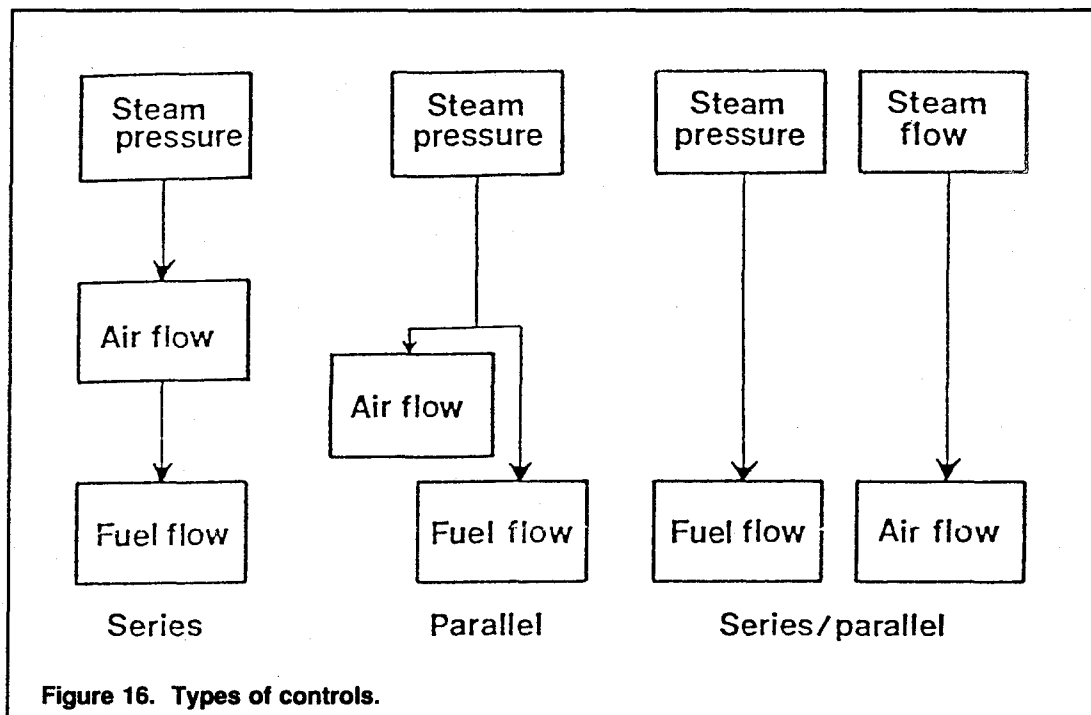 Steam
pressure
Steam
pressure
Steam
pressure
Steam
flow
Air flow
Air flow
Fuel flow
Fuel flow
Fuel flow
Air flow
Series
Parallel
Series/parallel
Figure 16. Types of controls.